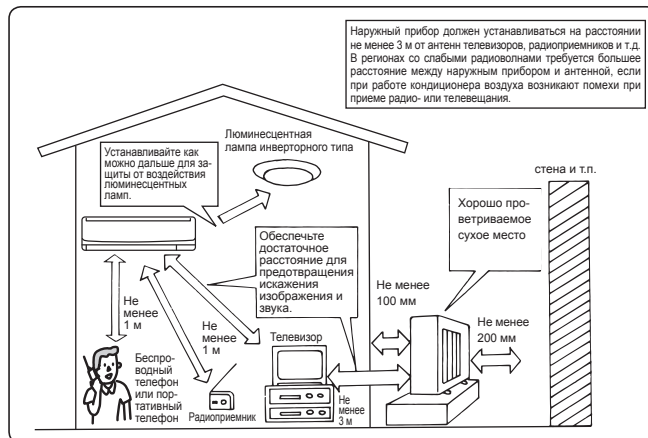 Наружный прибор должен устанавливаться на расстоянии
не менее 3 м от антенн телевизоров, радиоприемников и т.д.
В регионах со слабыми радиоволнами требуется большее
расстояние между наружным прибором и антенной, если
при работе кондиционера воздуха возникают помехи при
приеме радио- или телевещания.
Люминесцентная
лампа инверторного типа
Устанавливайте как
можно дальше для за-
щиты от воздействия
люминесцентных
ламп.
стена и т.п.
Хорошо про-
ветриваемое
сухое место
Обеспечьте
достаточное
расстояние для
предотвращения
искажения
изображения и
звука.
Не менее
100 мм
Не
менее
1 м
Не
менее
1 м
Не менее
200 мм
Телевизор
Беспро-
водный
телефон
или пор-
тативный
телефон
Радиоприемник
Не
менее
3 м